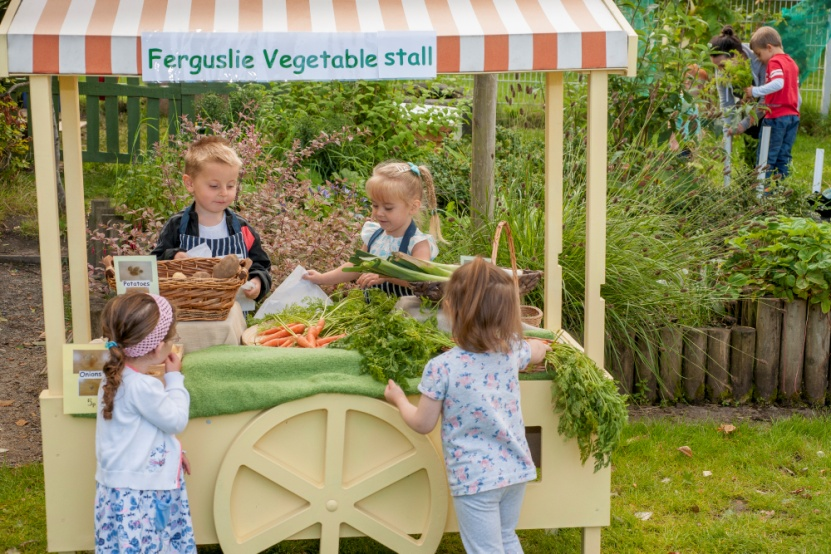 Ferguslie Vegetable stall
Potatoes
Onions